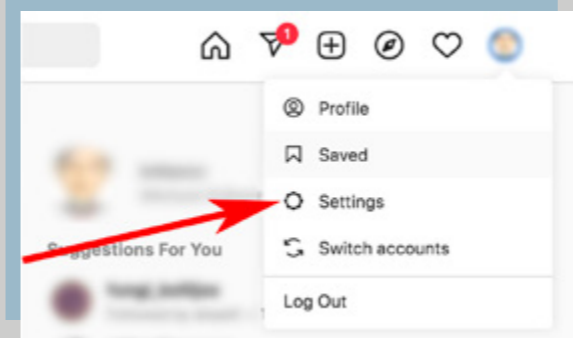 1
Profile
Saved
Settings
Suggestions For You
Switch accounts
Log Out